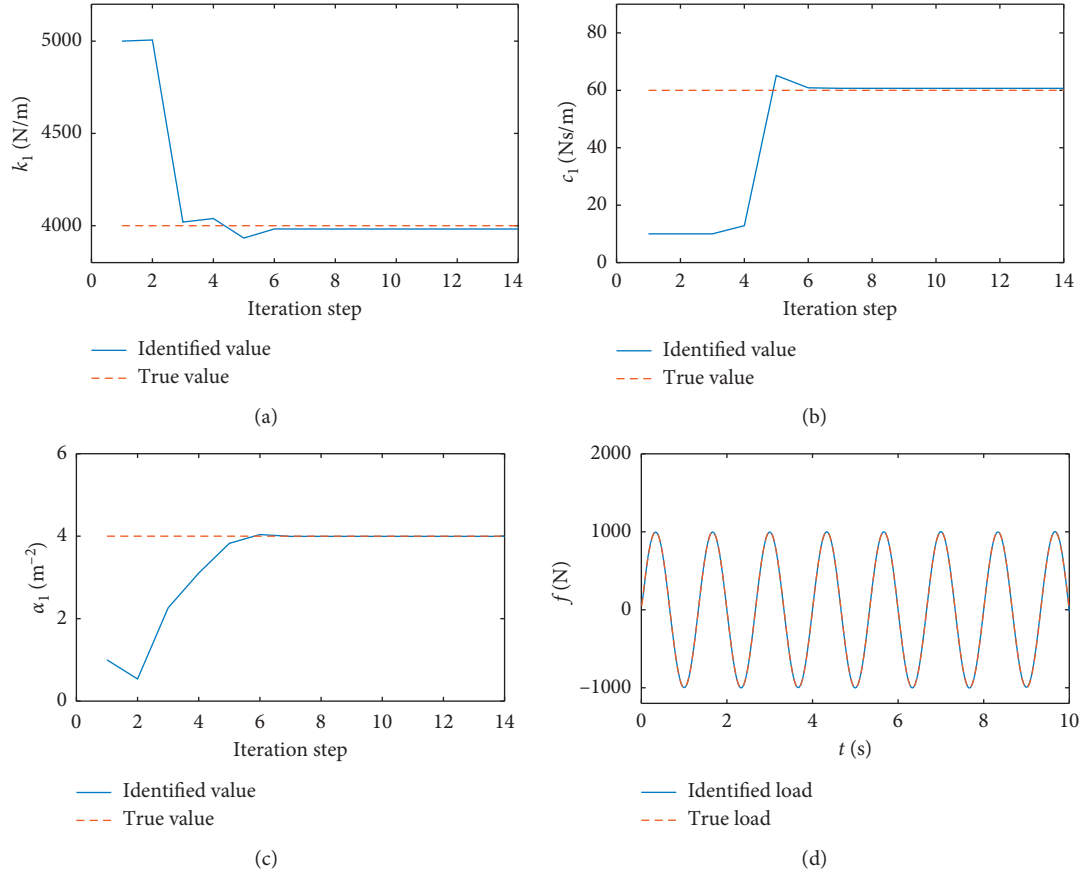 5000
4500
4000
k1 (N/m)
0 2 4 6 8 10 12 14
Iteration step
Identified value
True value
(a)
80
60
40
20
0
c1 (Ns/m)
0 2 4 6 8 10 12 14
Iteration step
Identified value
True value
(b)
6
4
2
0
α1 (m−2)
0 2 4 6 8 10 12 14
Iteration step
Identified value
True value
(c)
2000
1000
0
−1000
f (N)
0 2 4 6 8 10
t (s)
Identified load
True load
(d)